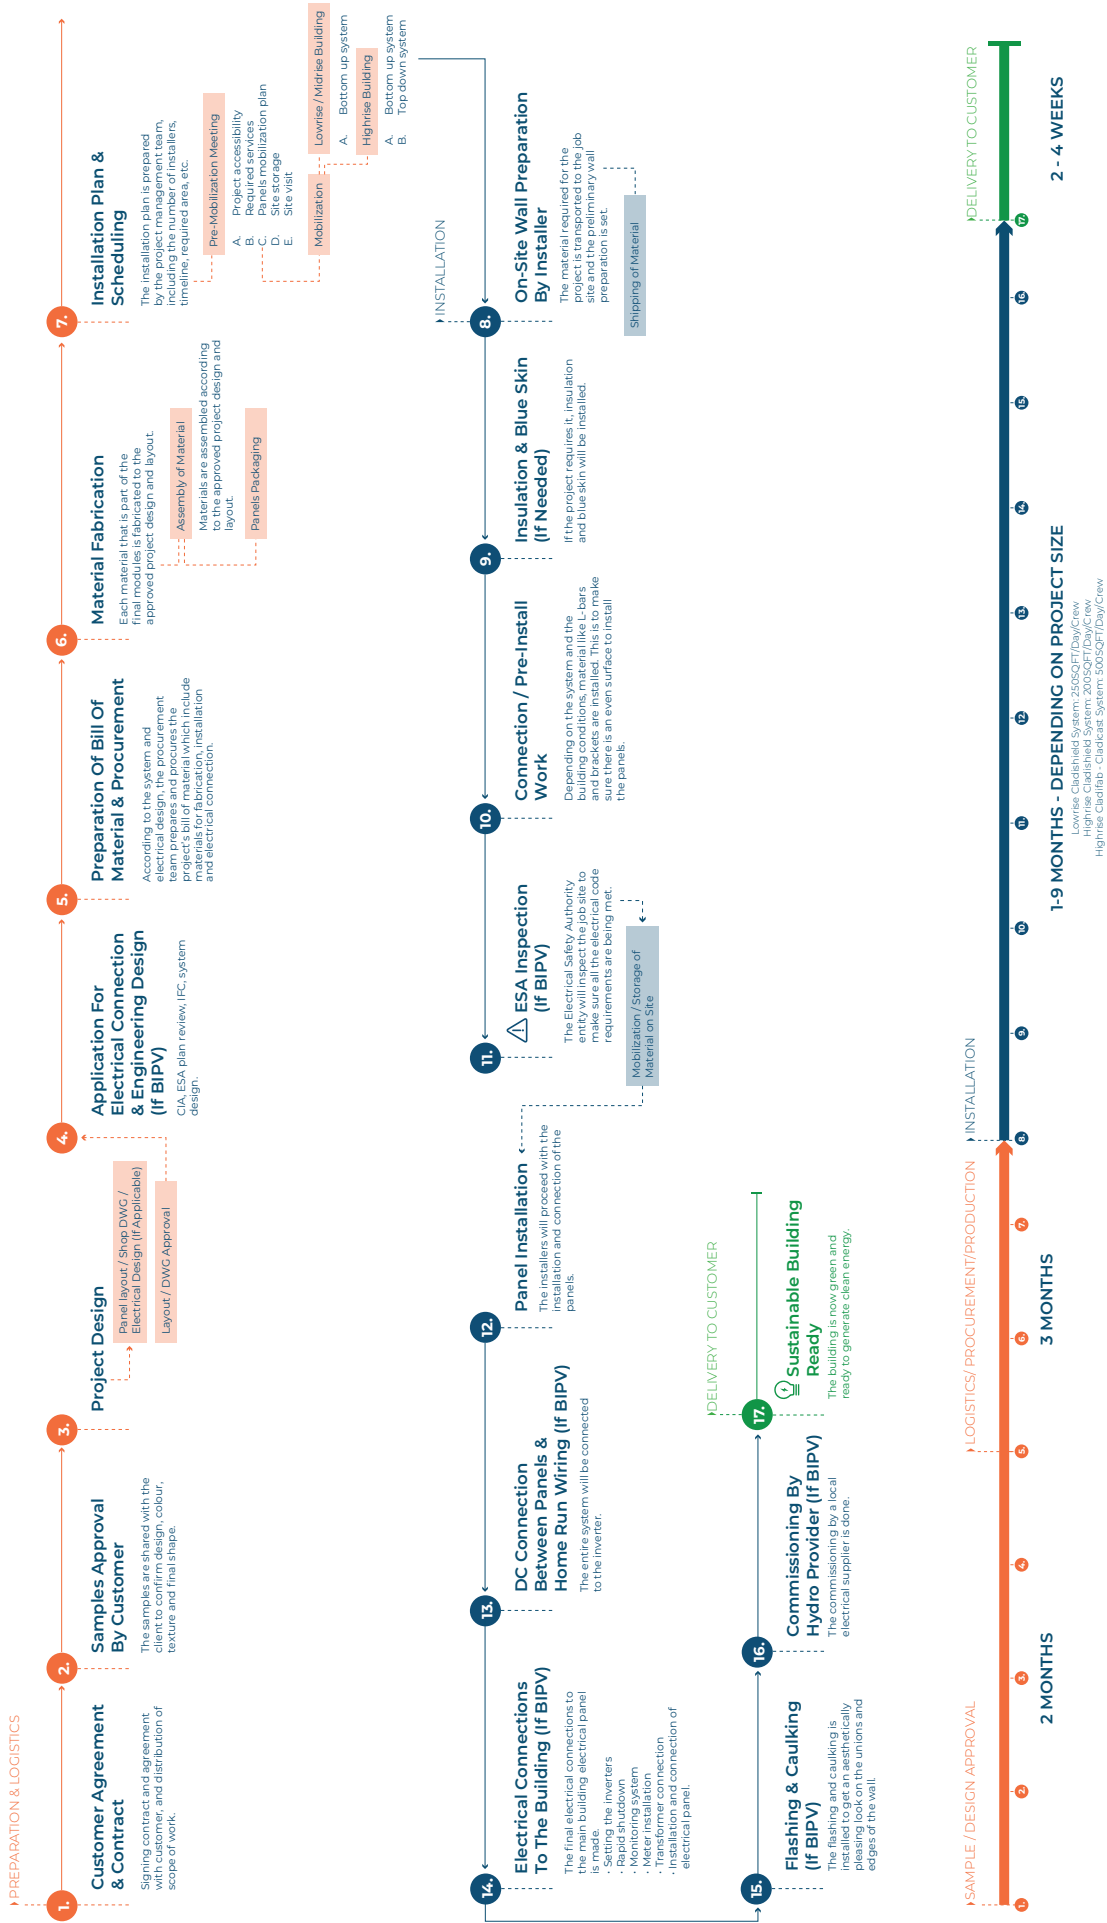 PREPARATION & LOGISTICS
1.
Customer Agreement
& Contract
Signing contract and agreement
with customer, and distribution of
scope of work.
2.
Samples Approval
By Customer
The samples are shared with the
client to confirm design, colour,
texture and final shape.
3.
Project Design
Panel layout / Shop DWG /
Electrical Design (If Applicable)
Layout / DWG Approval
4.
Application For
Electrical Connection
& Engineering Design
(If BIPV)
CIA, ESA plan review, IFC, system
design.
5.
Preparation Of Bill Of
Material & Procurement
According to the system and
electrical design, the procurement
team prepares and procures the
project's bill of material which include
materials for fabrication, installation
and electrical connection.
6.
Material Fabrication
Each material that is part of the
final modules is fabricated to the
approved project design and layout.
Assembly of Material
Materials are assembled according
to the approved project design and
layout.
Panels Packaging
7.
Installation Plan &
Scheduling
The installation plan is prepared
by the project management team,
including the number of installers,
timeline, required area, etc.
Pre-Mobilization Meeting
A. Project accessibility
B. Required services
C. Panels mobilization plan
D. Site storage
E. Site visit
Mobilization
Lowrise / Midrise Building
A. Bottom up system
Highrise Building
A. Bottom up system
B. Top down system
INSTALLATION
8.
On-Site Wall Preparation
By Installer
The material required for the
project is transported to the job
site and the preliminary wall
preparation is set.
Shipping of Material
9.
Insulation & Blue Skin
(If Needed)
If the project requires it, insulation
and blue skin will be installed.
10.
Connection / Pre-Install
Work
Depending on the system and the
building conditions, material like L-bars
and brackets are installed. This is to make
sure there is an even surface to install
the panels.
11.
ESA Inspection
(If BIPV)
The Electrical Safety Authority
entity will inspect the job site to
make sure all the electrical code
requirements are being met.
Mobilization / Storage of
Material on Site
12.
Panel Installation
The installers will proceed with the
installation and connection of the
panels.
13.
DC Connection
Between Panels &
Home Run Wiring (If BIPV)
The entire system will be connected
to the inverter.
14.
Electrical Connections
To The Building (If BIPV)
The final electrical connections to
the main building electrical panel
is made.
· Setting the inverters
· Rapid shutdown
· Monitoring system
· Meter installation
· Transformer connection
· Installation and connection of
electrical panel.
15.
Flashing & Caulking
(If BIPV)
The flashing and caulking is
installed to get an aesthetically
pleasing look on the unions and
edges of the wall.
16.
Commissioning By
Hydro Provider (If BIPV)
The commissioning by a local
electrical supplier is done.
DELIVERY TO CUSTOMER
17.
Sustainable Building
Ready
The building is now green and
ready to generate clean energy.
SAMPLE / DESIGN APPROVAL
LOGISTICS/ PROCUREMENT/PRODUCTION
INSTALLATION
DELIVERY TO CUSTOMER
1. 2. 3. 4. 5. 6. 7. 8. 9. 10. 11. 12. 13. 14. 15. 16. 17.
2 MONTHS
3 MONTHS
1-9 MONTHS - DEPENDING ON PROJECT SIZE
2 - 4 WEEKS
Lowrise Cladishield System: 250SQFT/Day/Crew
Highrise Cladishield System: 200SQFT/Day/Crew
Highrise Cladifab - Cladicast System: 500SQFT/Day/Crew